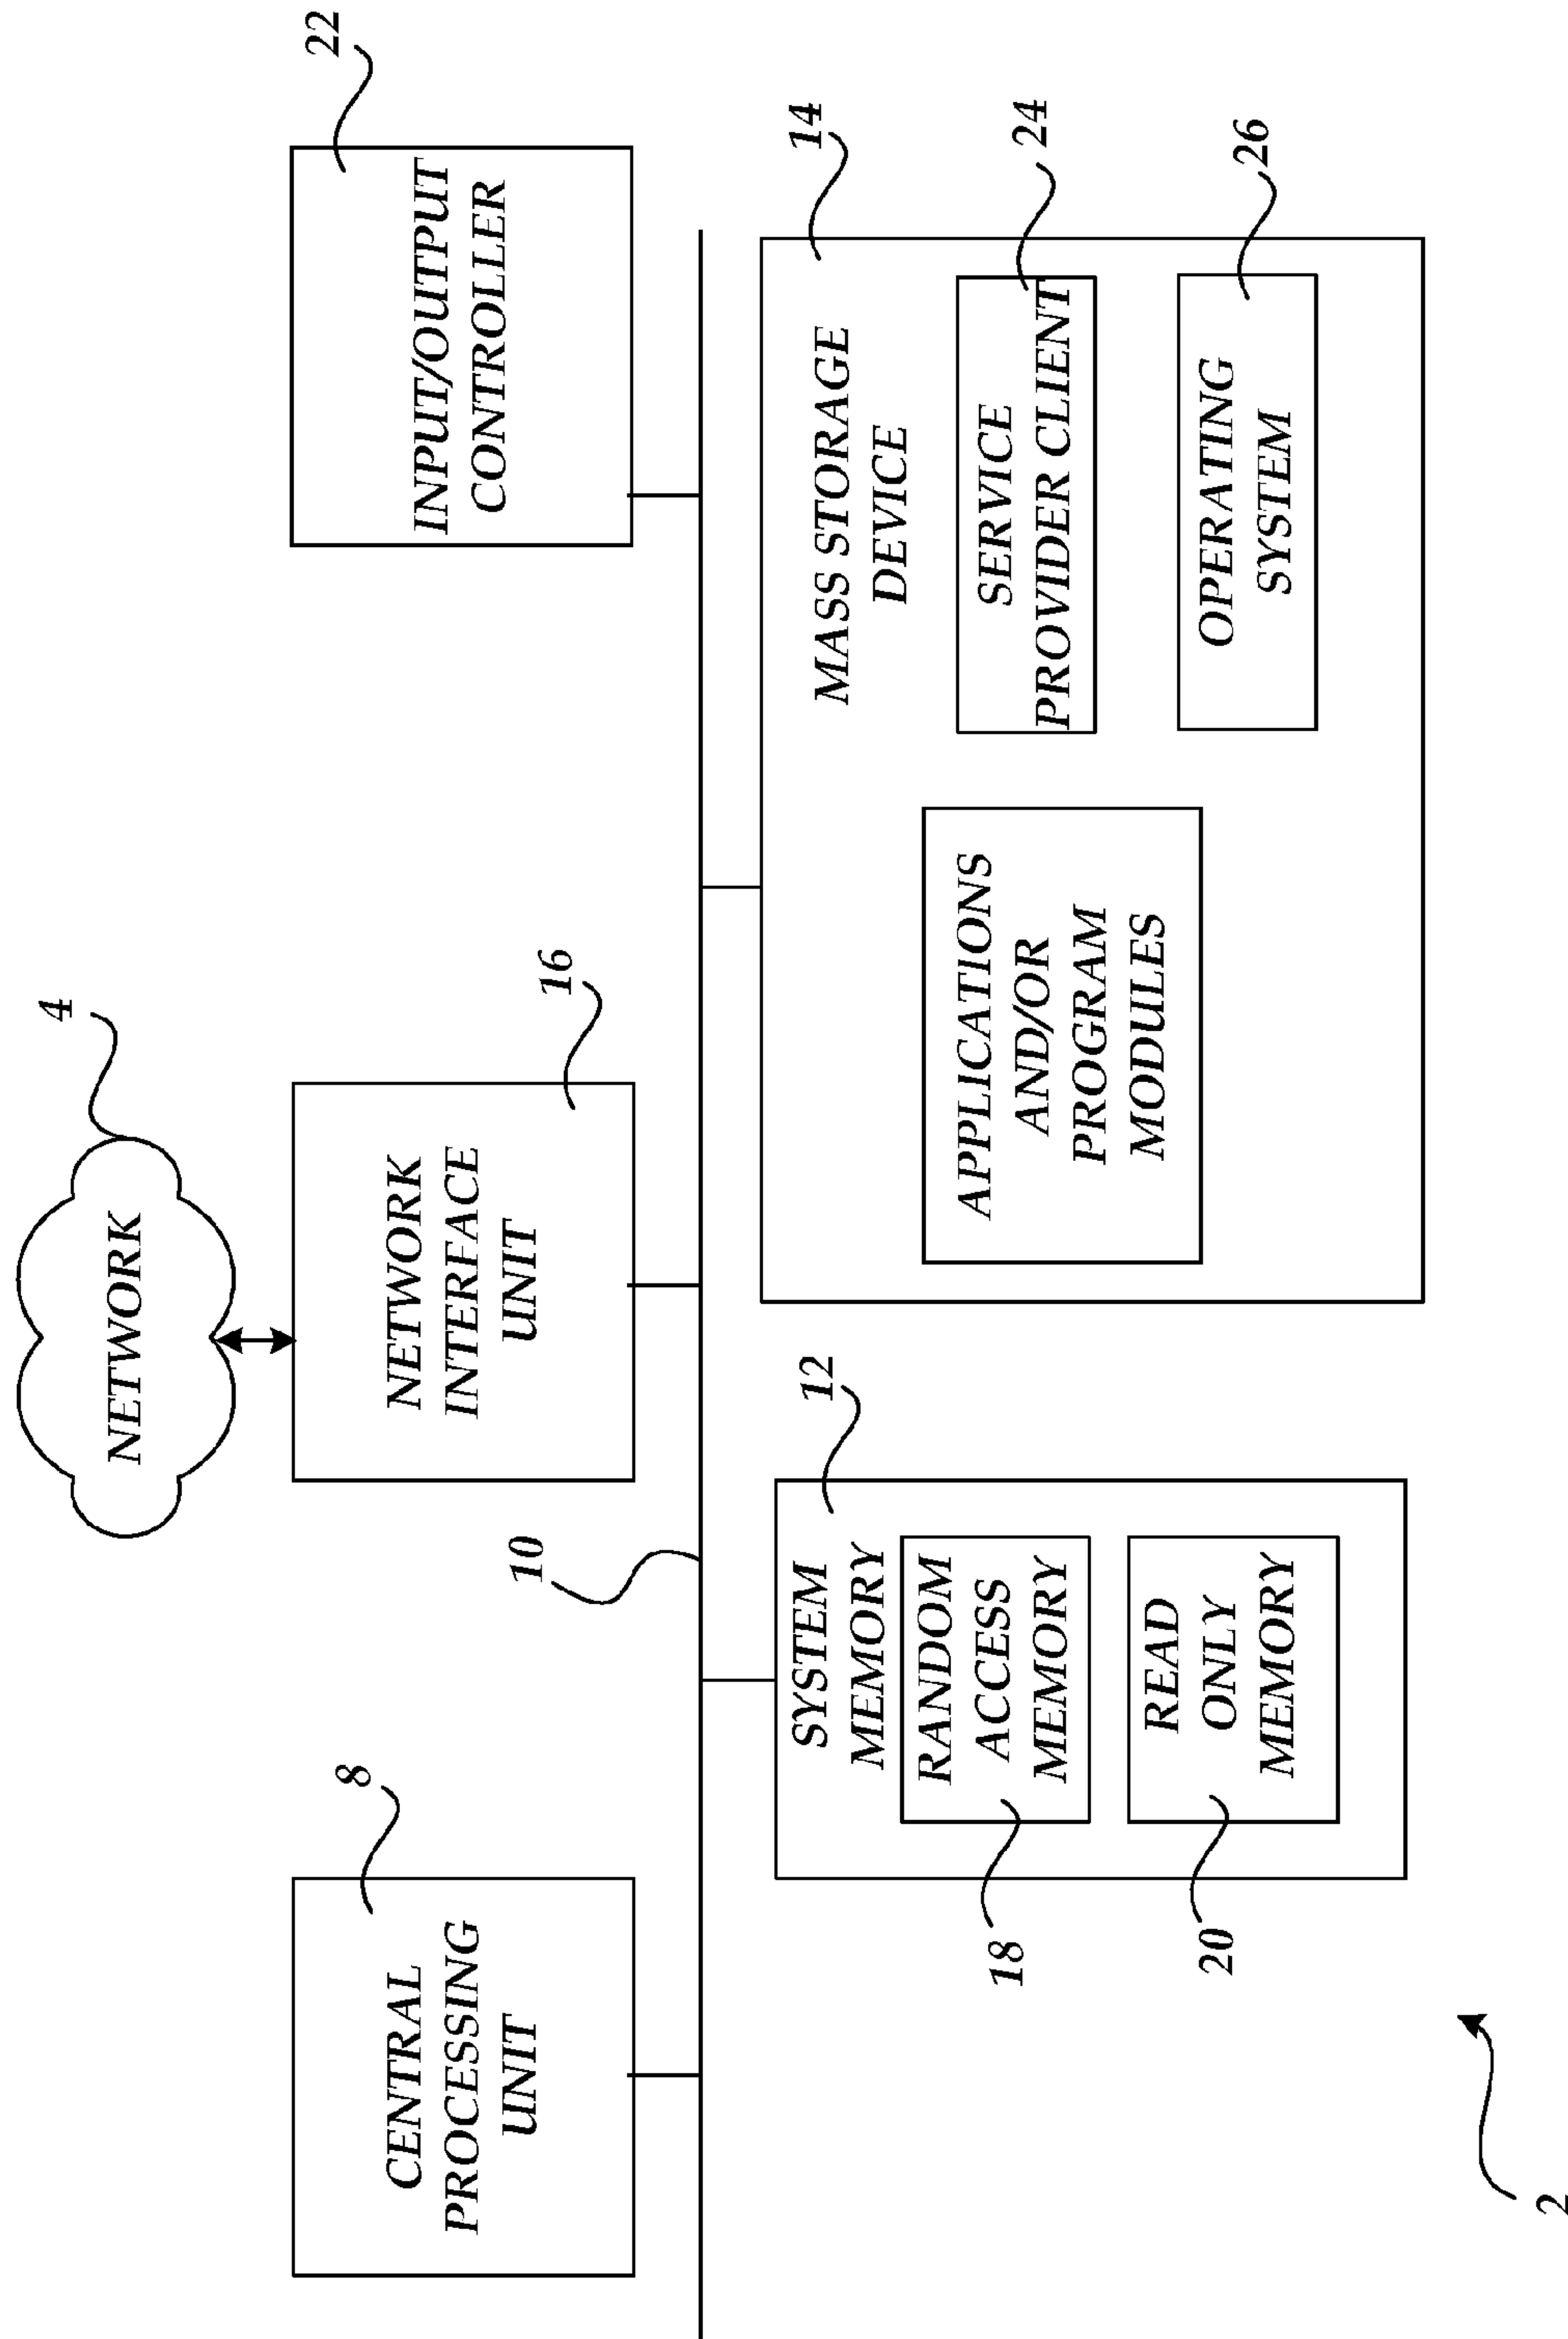 NETWORK
4
CENTRAL
PROCESSING
UNIT
8
NETWORK
INTERFACE
UNIT
16
INPUT/OUTPUT
CONTROLLER
22
10
SYSTEM
MEMORY
12
RANDOM
ACCESS
MEMORY
18
READ
ONLY
MEMORY
20
MASS STORAGE
DEVICE
14
APPLICATIONS
AND/OR
PROGRAM
MODULES
SERVICE
PROVIDER CLIENT
24
OPERATING
SYSTEM
26
2